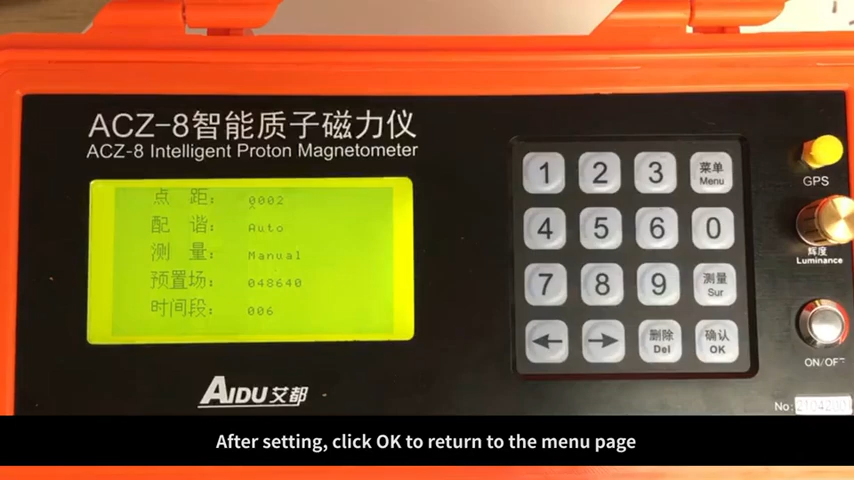 ACZ-8智能质子磁力仪
ACZ-8 Intelligent Proton Magnetometer
点 距: 0002
配 谐: Auto
测 量: Manual
预置场: 048640
时间段: 006
1 2 3 菜单 Menu
4 5 6 0
7 8 9 测量 Sur
← → 删除 Del 确认 OK
GPS
辉度
Luminance
ON/OFF
AIDU 艾都
No:
After setting, click OK to return to the menu page